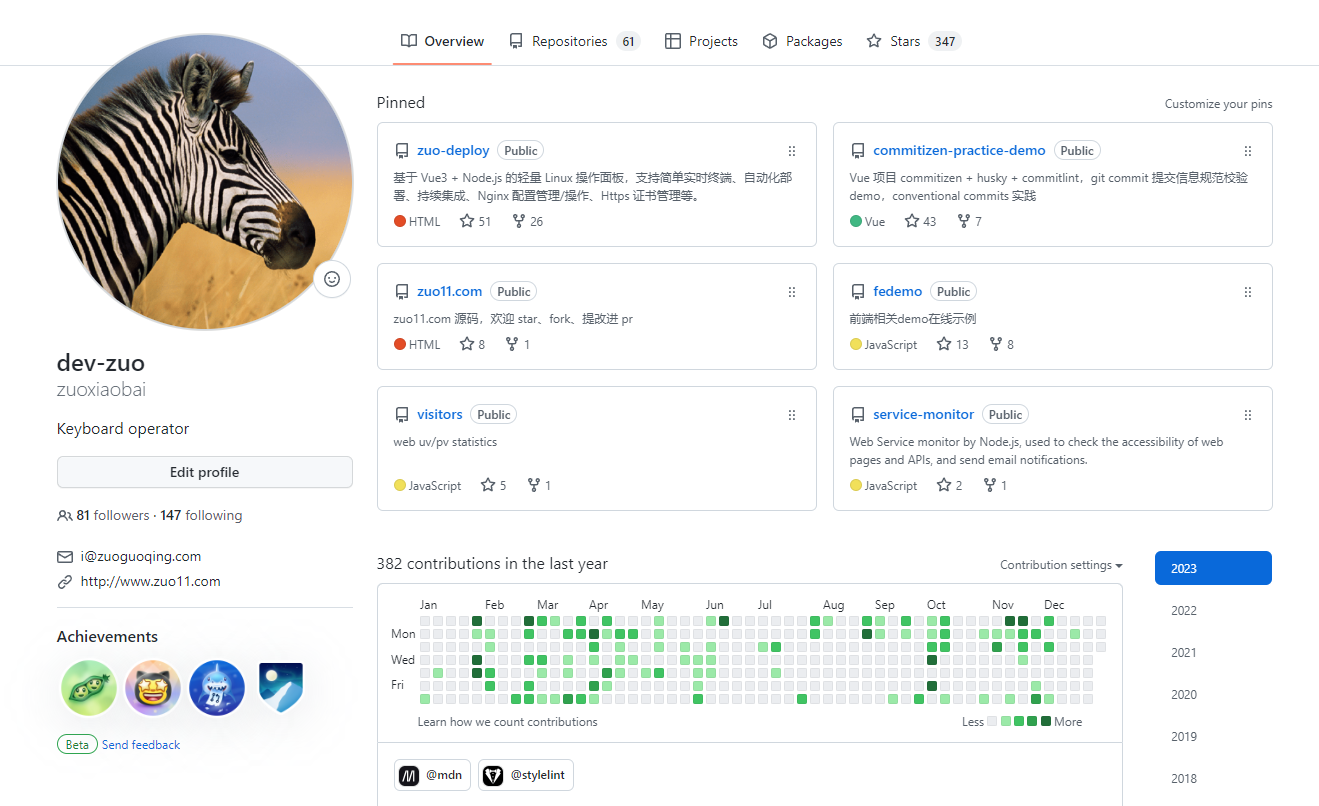 Overview Repositories 61 Projects Packages Stars 347
dev-zuo
zuoxiaobai
Keyboard operator
Edit profile
81 followers · 147 following
i@zuoguoqing.com
http://www.zuo11.com
Achievements
Beta Send feedback
Pinned
Customize your pins
zuo-deploy Public
基于 Vue3 + Node.js 的轻量 Linux 操作面板，支持简单实时终端、自动化部
署、持续集成、Nginx 配置管理/操作、Https 证书管理等。
HTML 51 26
commitizen-practice-demo Public
Vue 项目 commitizen + husky + commitlint，git commit 提交信息规范校验
demo，conventional commits 实践
Vue 43 7
zuo11.com Public
zuo11.com 源码，欢迎 star、fork、提改进 pr
HTML 8 1
fedemo Public
前端相关demo在线示例
JavaScript 13 8
visitors Public
web uv/pv statistics
JavaScript 5 1
service-monitor Public
Web Service monitor by Node.js, used to check the accessibility of web
pages and APIs, and send email notifications.
JavaScript 2 1
382 contributions in the last year
Contribution settings
Jan Feb Mar Apr May Jun Jul Aug Sep Oct Nov Dec
Mon
Wed
Fri
Learn how we count contributions
Less More
@mdn @stylelint
2023
2022
2021
2020
2019
2018